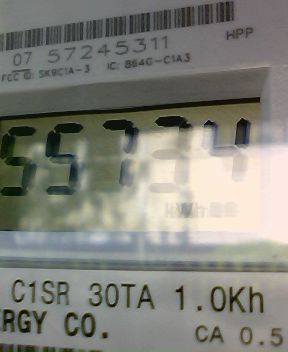 07 57245311 HPP
FCC ID: SK9C1A-3 IC: 864G-C1A3
55734
kWh
C1SR 30TA 1.0Kh
RGY CO. CA 0.5